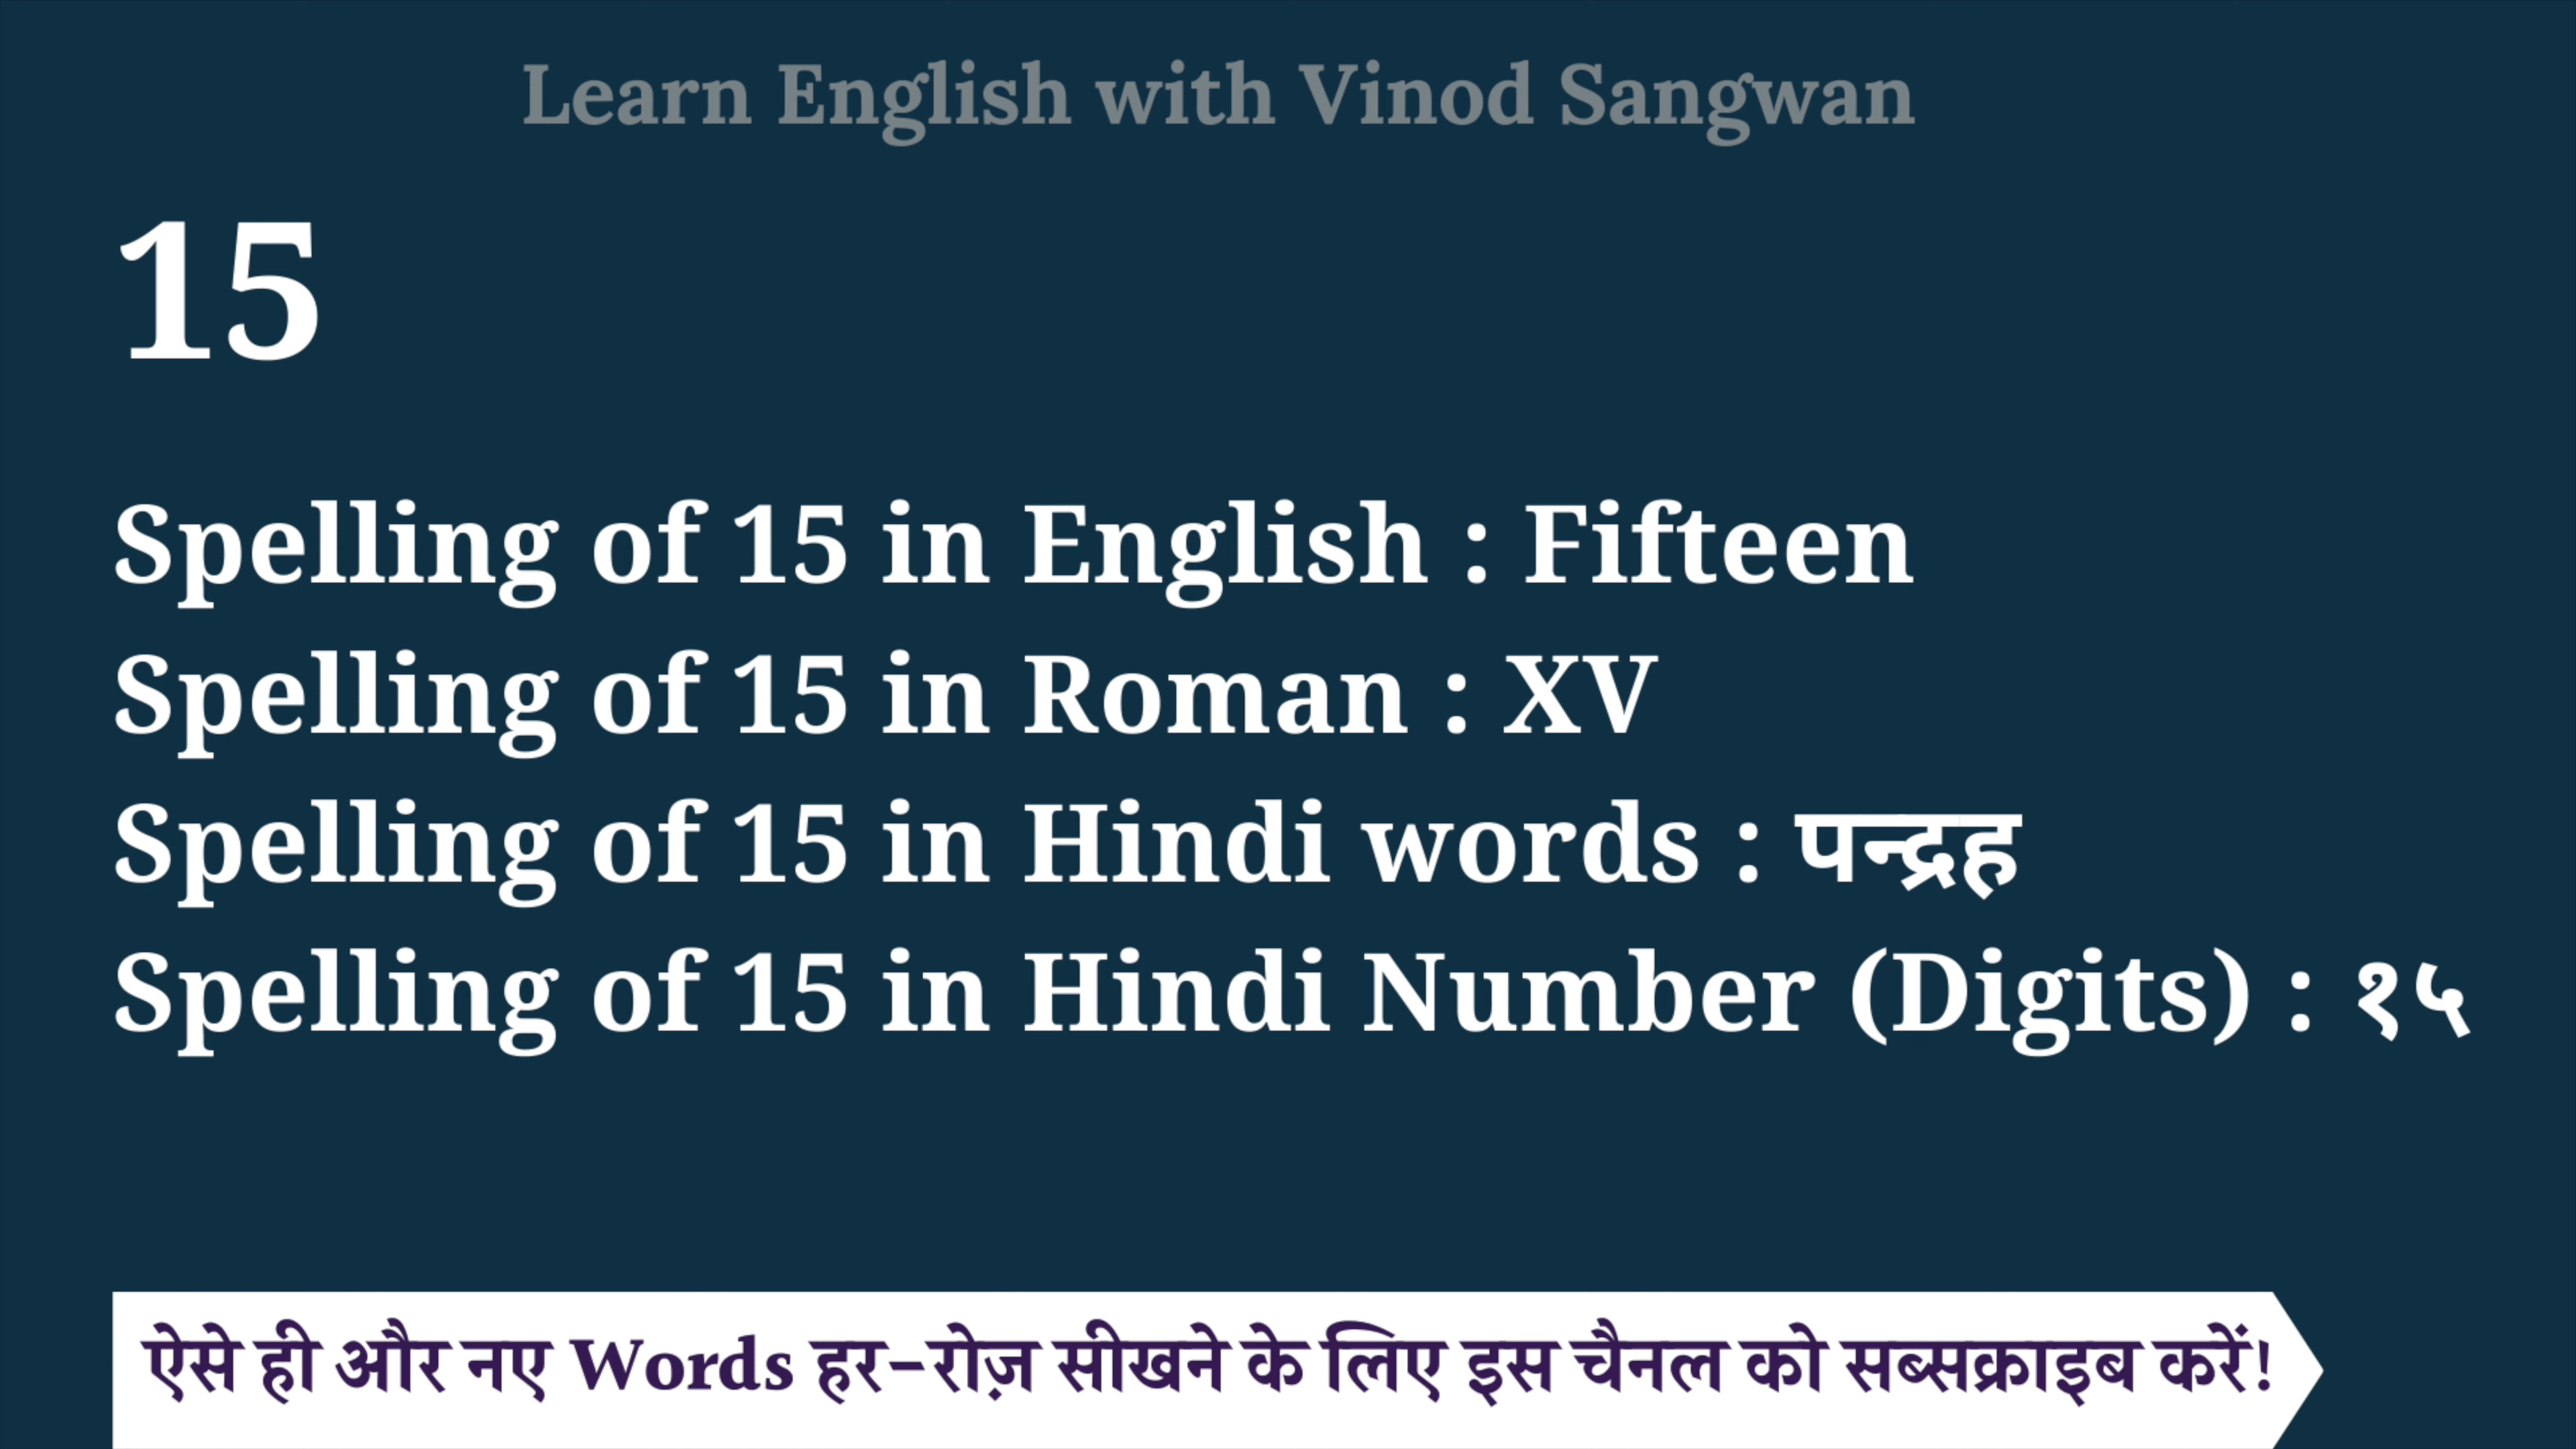 Learn English with Vinod Sangwan
15
Spelling of 15 in English : Fifteen
Spelling of 15 in Roman : XV
Spelling of 15 in Hindi words : पन्द्रह
Spelling of 15 in Hindi Number (Digits) : १५
ऐसे ही और नए Words हर-रोज़ सीखने के लिए इस चैनल को सब्सक्राइब करें!